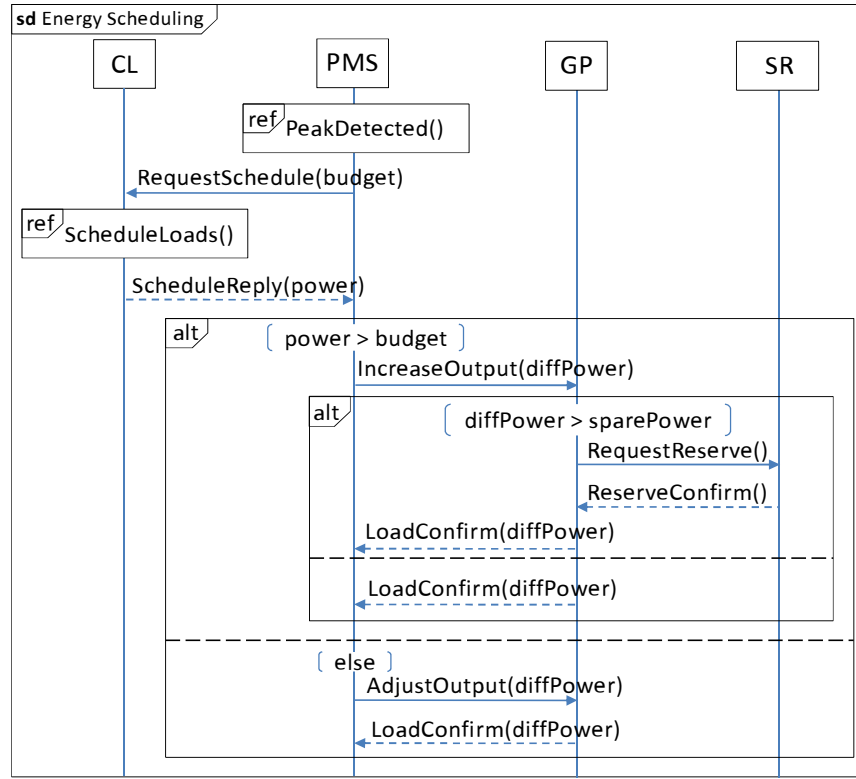 sd Energy Scheduling
CL
PMS
GP
SR
ref PeakDetected()
RequestSchedule(budget)
ref ScheduleLoads()
ScheduleReply(power)
alt [ power > budget ]
IncreaseOutput(diffPower)
alt [ diffPower > sparePower ]
RequestReserve()
ReserveConfirm()
LoadConfirm(diffPower)
LoadConfirm(diffPower)
[ else ]
AdjustOutput(diffPower)
LoadConfirm(diffPower)